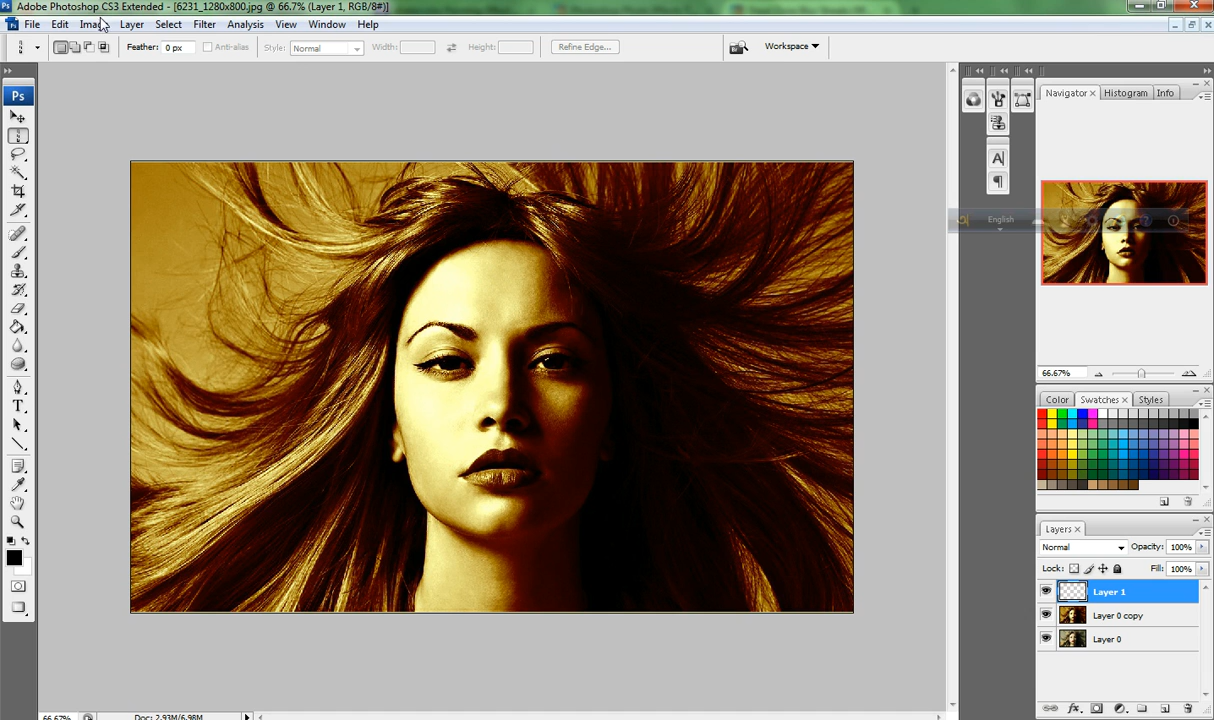 Ps Adobe Photoshop CS3 Extended - [6231_1280x800.jpg @ 66.7% (Layer 1, RGB/8#)]
File Edit Image Layer Select Filter Analysis View Window Help
Feather: 0 px Anti-alias Style: Normal Width: Height: Refine Edge... Workspace
Ps
Navigator Histogram Info
A
English
66.67%
Color Swatches Styles
Layers
Normal Opacity: 100%
Lock: Fill: 100%
Layer 1
Layer 0 copy
Layer 0
T
fx
66.67% Doc: 2.93M/6.98M